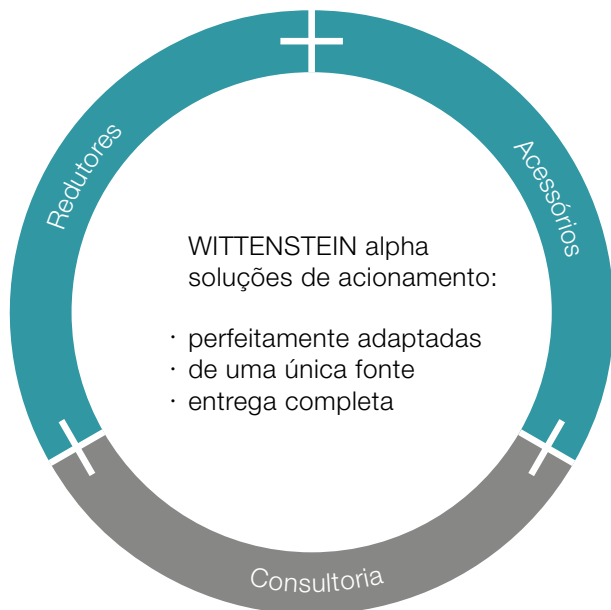 Redutores
Acessórios
WITTENSTEIN alpha
soluções de acionamento:
· perfeitamente adaptadas
· de uma única fonte
· entrega completa
Consultoria